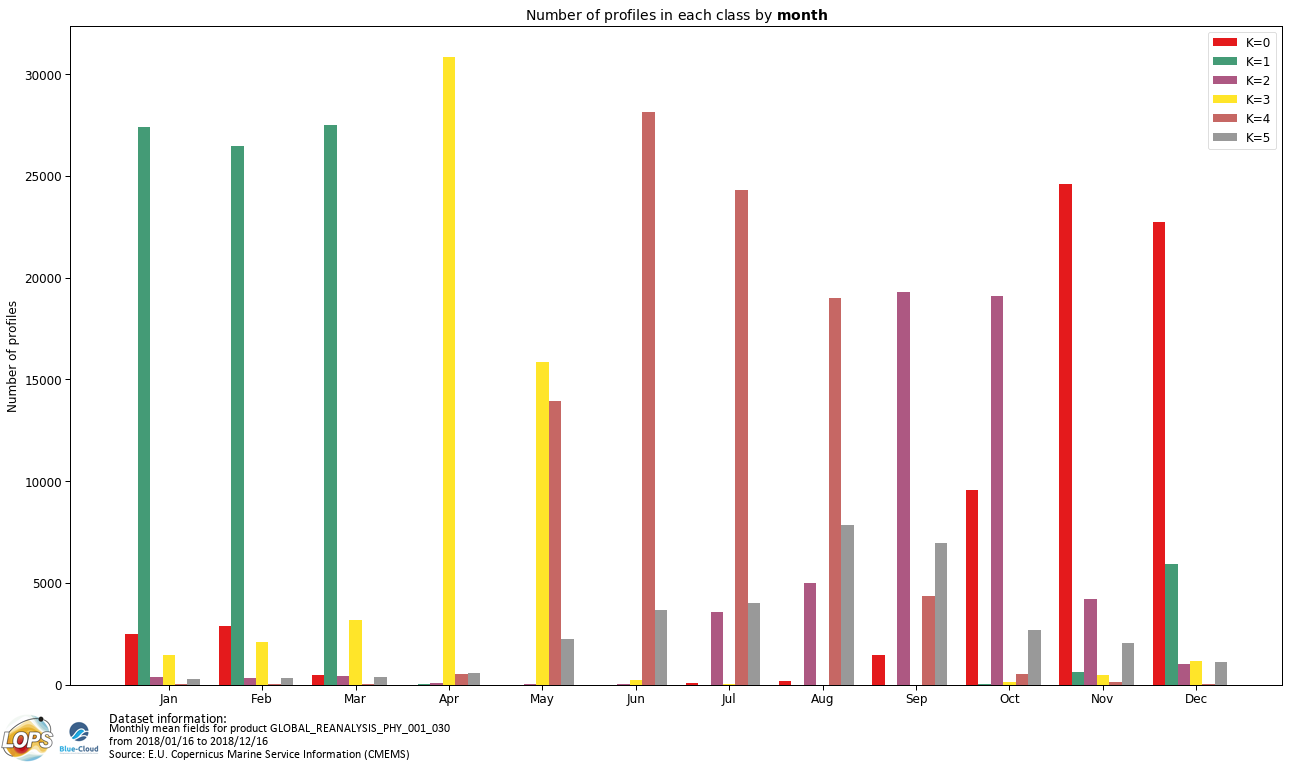 Number of profiles in each class by month
K=0
K=1
K=2
K=3
K=4
K=5
Number of profiles
30000
25000
20000
15000
10000
5000
0
Jan Feb Mar Apr May Jun Jul Aug Sep Oct Nov Dec
LOPS
Blue-Cloud
Dataset information:
Monthly mean fields for product GLOBAL_REANALYSIS_PHY_001_030
from 2018/01/16 to 2018/12/16
Source: E.U. Copernicus Marine Service Information (CMEMS)